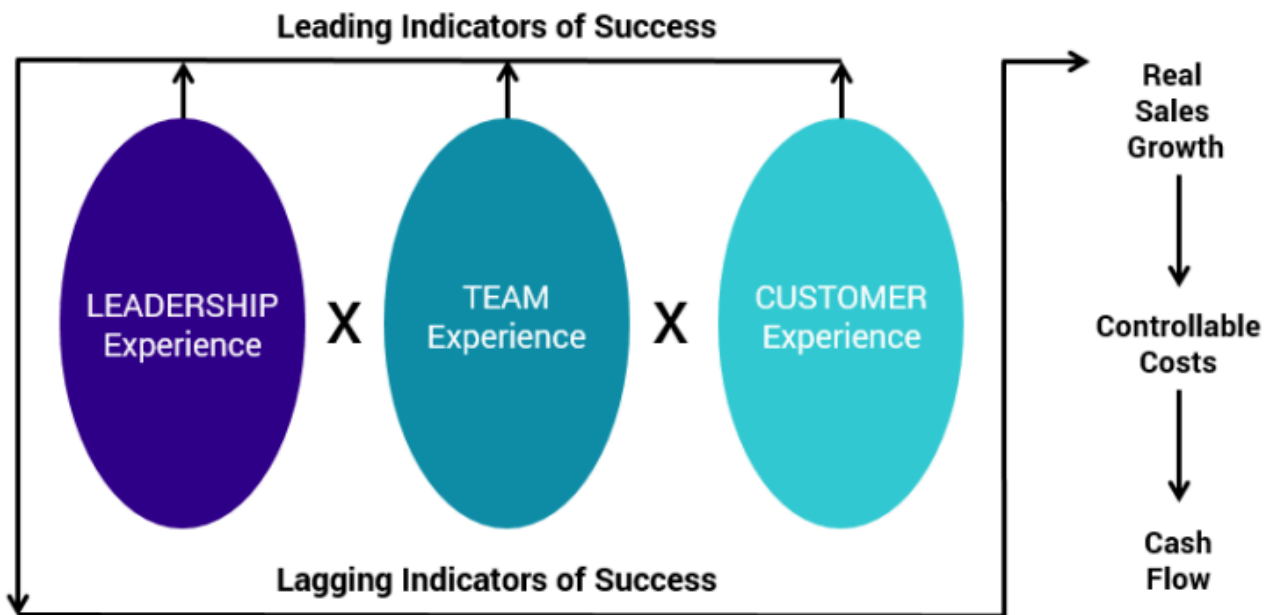 Leading Indicators of Success
LEADERSHIP
Experience
X
TEAM
Experience
X
CUSTOMER
Experience
Lagging Indicators of Success
Real
Sales
Growth
Controllable
Costs
Cash
Flow